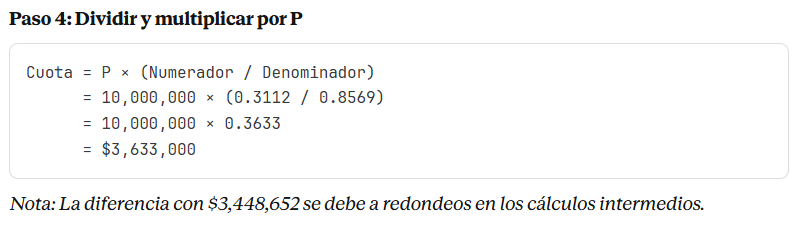 Paso 4: Dividir y multiplicar por P
Cuota = P × (Numerador / Denominador)
= 10,000,000 × (0.3112 / 0.8569)
= 10,000,000 × 0.3633
= $3,633,000
Nota: La diferencia con $3,448,652 se debe a redondeos en los cálculos intermedios.